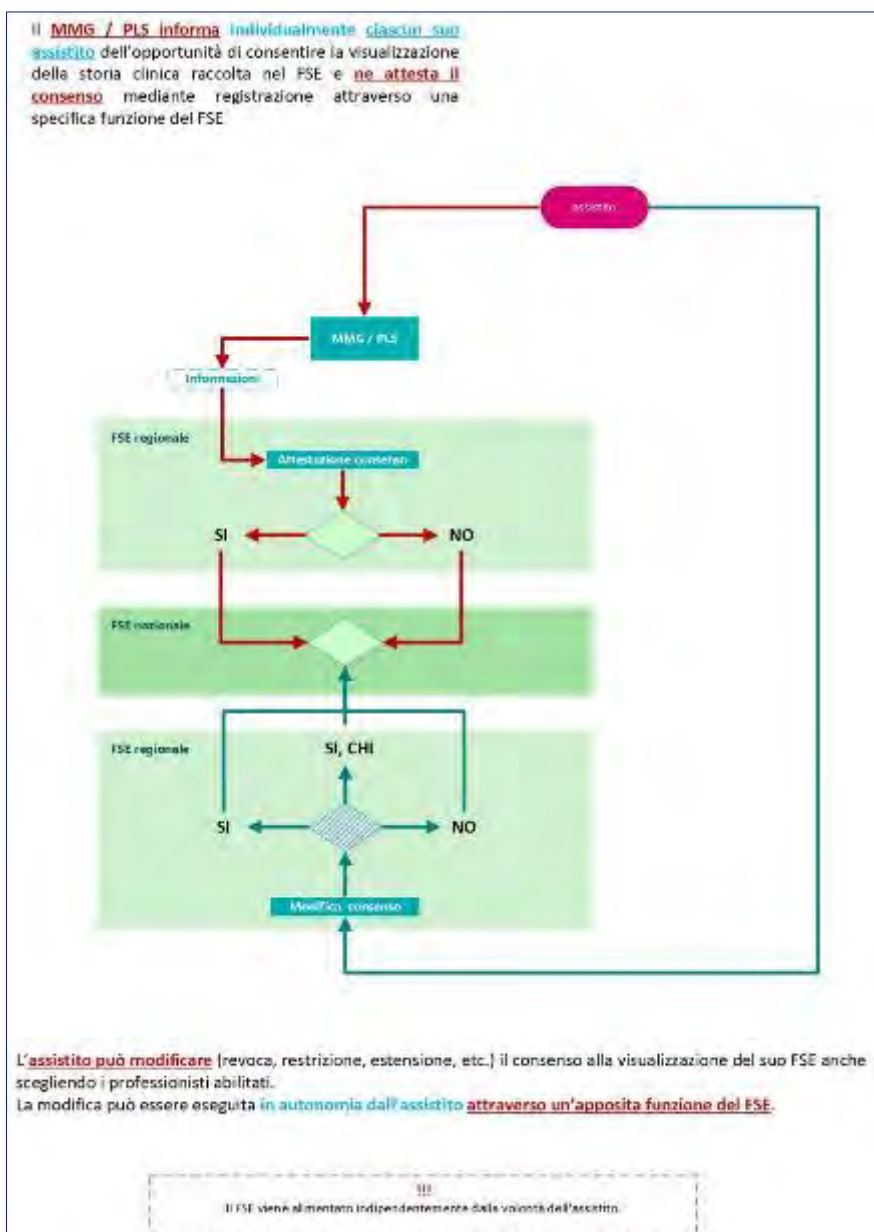 Il MMG / PLS informa individualmente ciascun suo
assistito dell'opportunità di consentire la visualizzazione
della storia clinica raccolta nel FSE e ne attesta il
consenso mediante registrazione attraverso una
specifica funzione del FSE
assistito
MMG / PLS
Informazioni
FSE regionale
Attestazione consenso
SI
NO
FSE nazionale
FSE regionale
SI, CHI
SI
NO
Modifica consenso
L'assistito può modificare (revoca, restrizione, estensione, etc.) il consenso alla visualizzazione del suo FSE anche
scegliendo i professionisti abilitati.
La modifica può essere eseguita in autonomia dall'assistito attraverso un'apposita funzione del FSE.
!!!
Il FSE viene alimentato indipendentemente dalla volontà dell'assistito